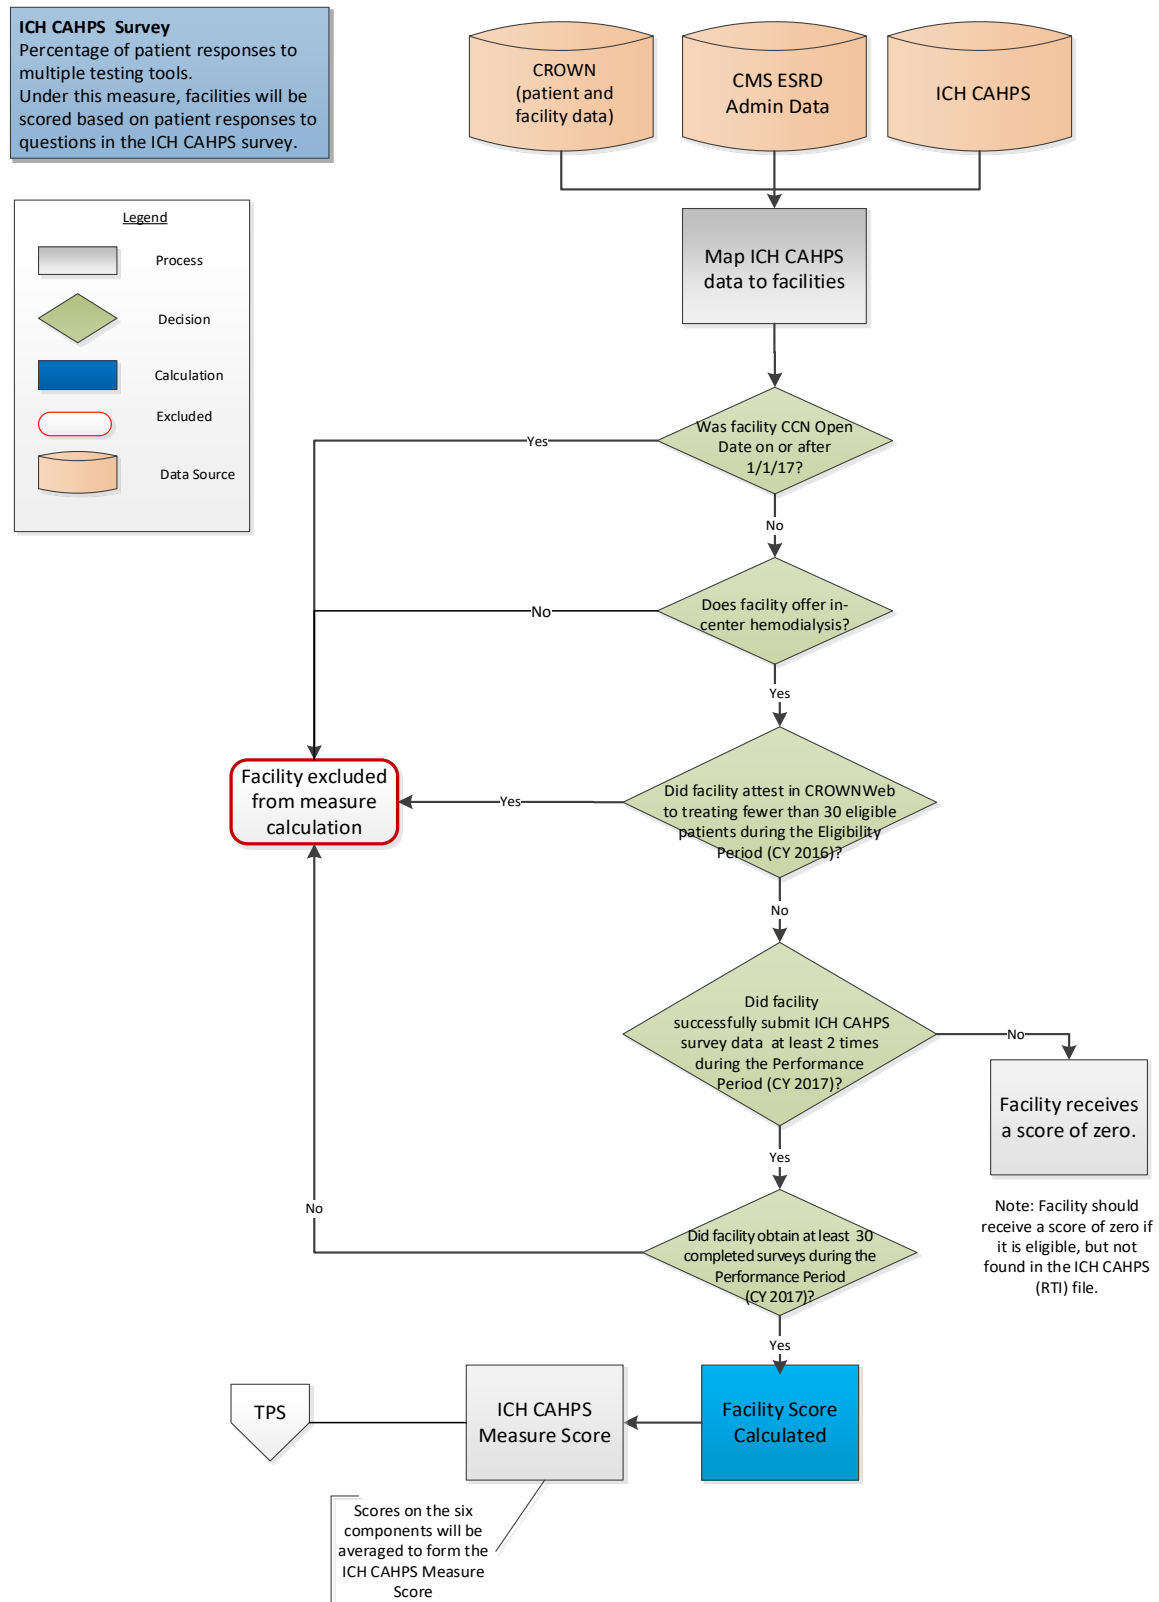 ICH CAHPS  Survey
Percentage of patient responses to
multiple testing tools.
Under this measure, facilities will be
scored based on patient responses to
questions in the ICH CAHPS survey.
CROWN
(patient and
facility data)
CMS ESRD
Admin Data
ICH CAHPS
Legend
Process
Decision
Calculation
Excluded
Data Source
Map ICH CAHPS
data to facilities
Was facility CCN Open
Date on or after
1/1/17?
Yes
No
Does facility offer in-
center hemodialysis?
No
Yes
Facility excluded
from measure
calculation
Yes
Did facility attest in CROWNWeb
to treating fewer than 30 eligible
patients during the Eligibility
Period (CY 2016)?
No
Did facility
successfully submit ICH CAHPS
survey data  at least 2 times
during the Performance
Period (CY 2017)?
No
Facility receives
a score of zero.
Note: Facility should
receive a score of zero if
it is eligible, but not
found in the ICH CAHPS
(RTI) file.
Yes
No
Did facility obtain at least  30
completed surveys during the
Performance Period
(CY 2017)?
Yes
TPS
ICH CAHPS
Measure Score
Facility Score
Calculated
Scores on the six
components will be
averaged to form the
ICH CAHPS Measure
Score